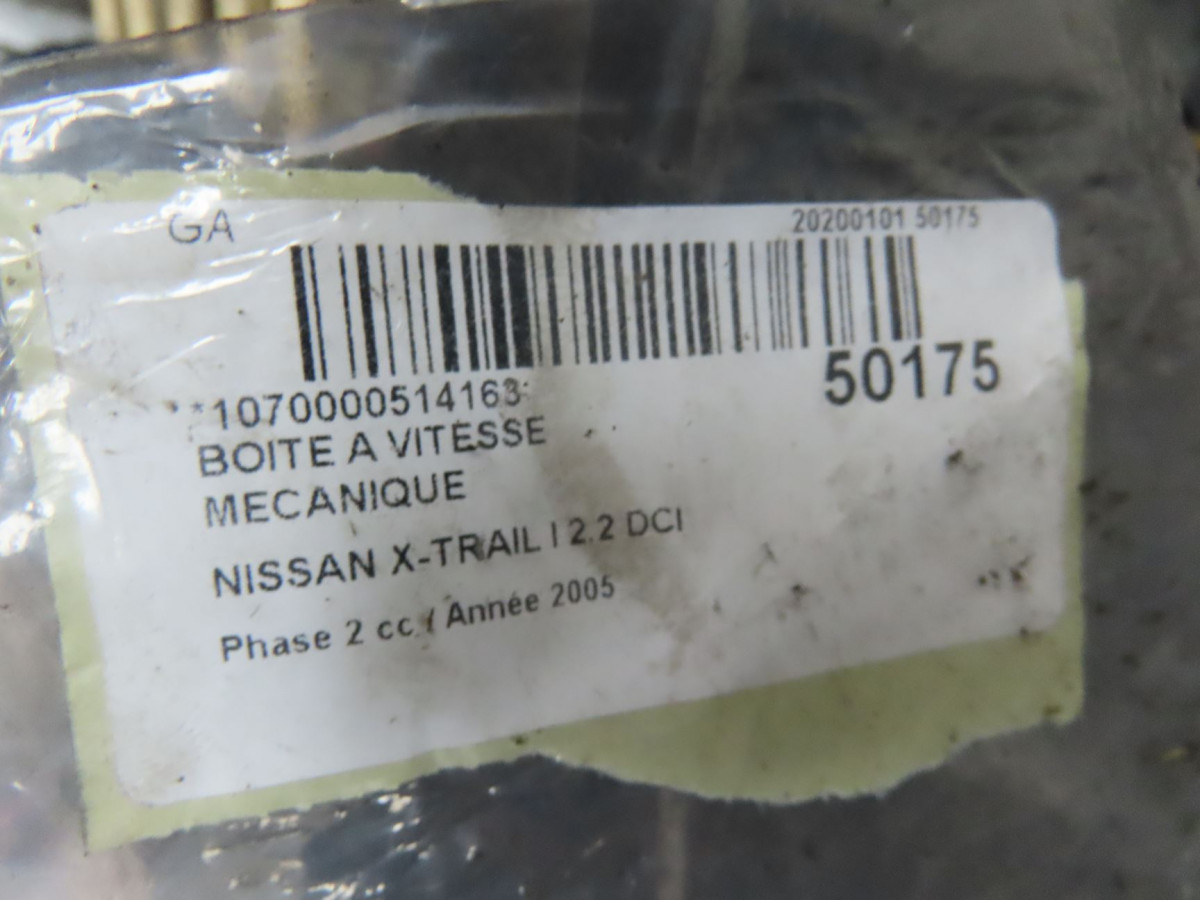 GA
20200101 50175
50175
**1070000514163*
BOITE A VITESSE
MECANIQUE
NISSAN X-TRAIL I 2.2 DCI
Phase 2 cc / Année 2005